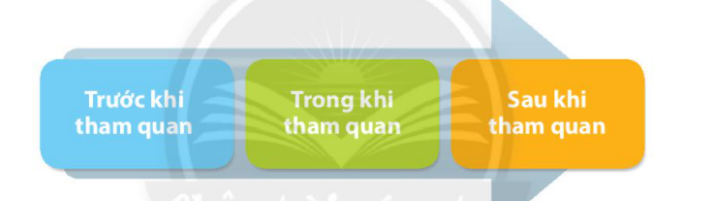 Trước khi
tham quan
Trong khi
tham quan
Sau khi
tham quan